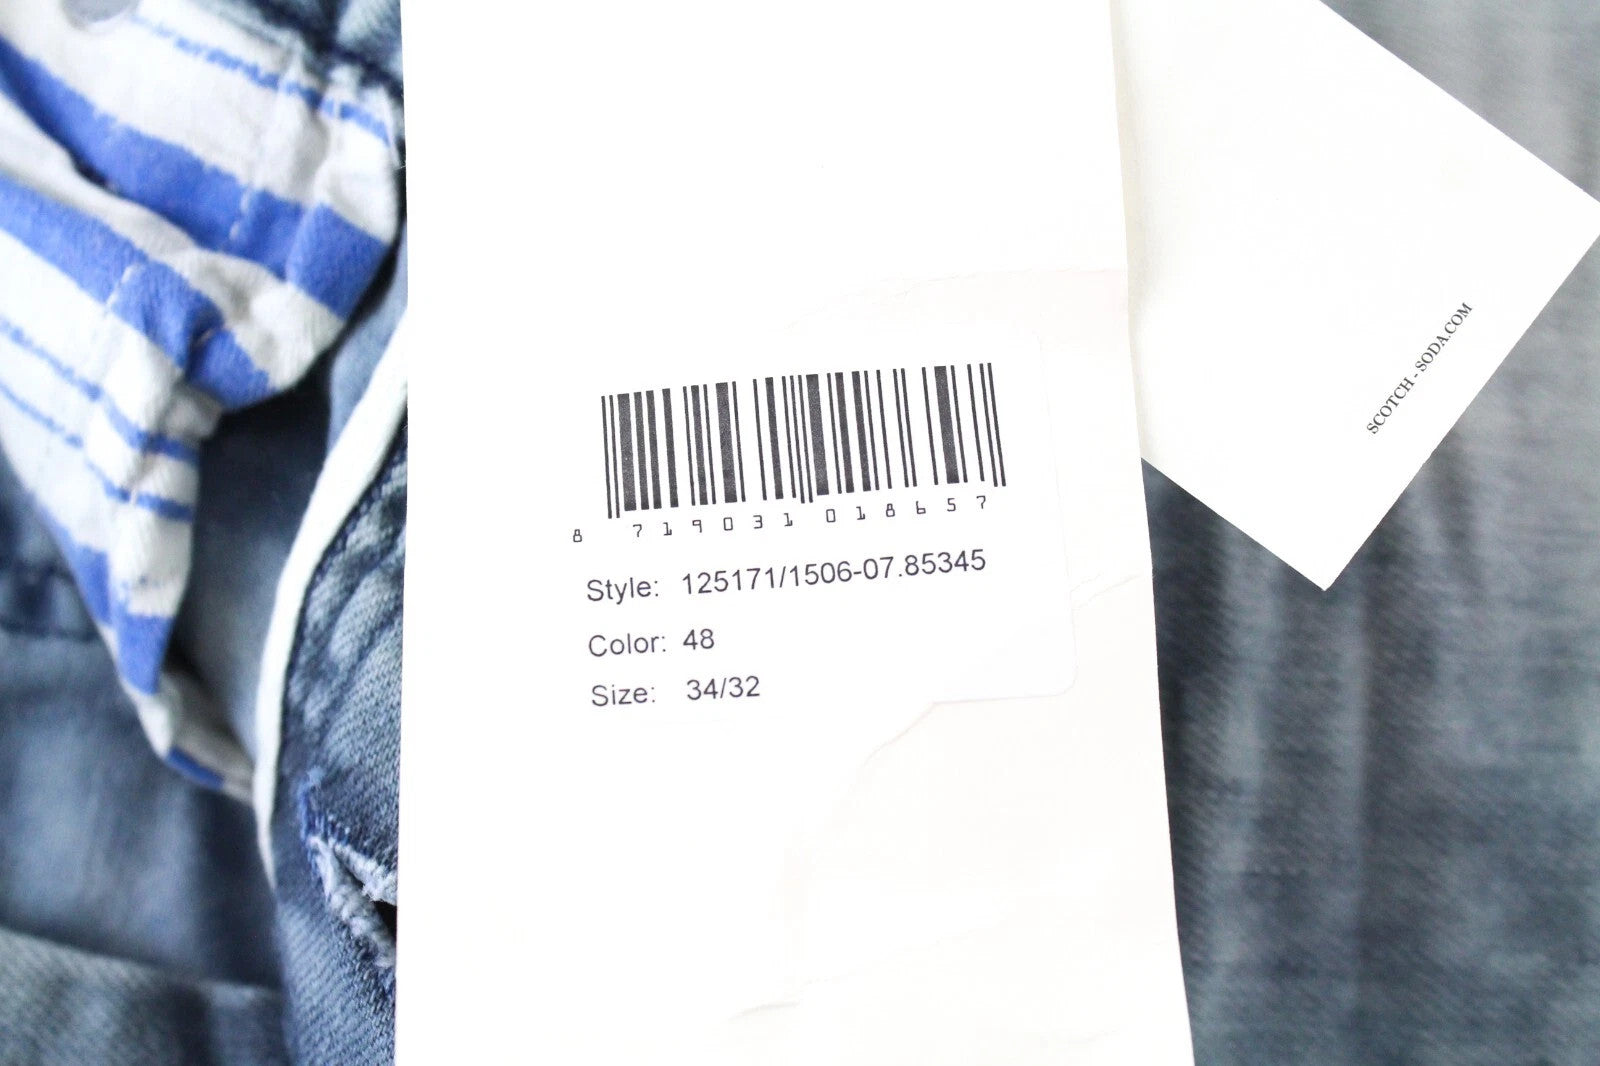 8 719031 018657
Style: 125171/1506-07.85345
Color: 48
Size: 34/32
SCOTCH - SODA.COM